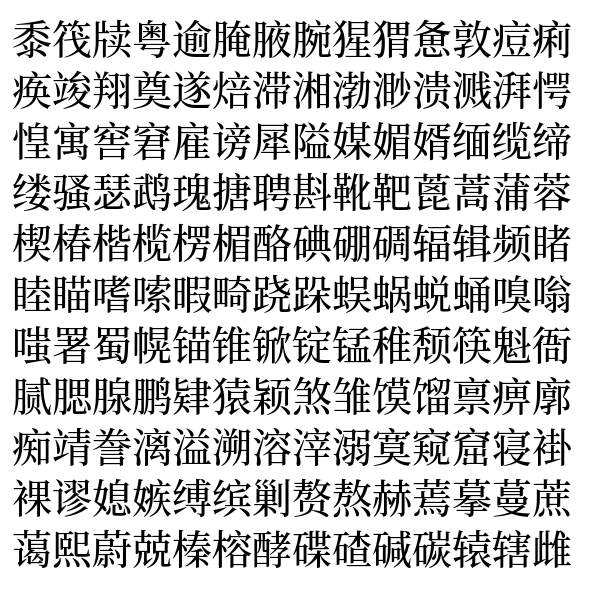 黍筏牍粤逾腌腋腕猩猬惫敦痘痢
痪竣翔奠遂焙滞湘渤渺溃溅湃愕
惶寓窖窘雇谤犀隘媒媚婿缅缆缔
缕骚瑟鹉瑰搪聘斟靴靶蓖蒿蒲蓉
楔椿楷榄楞楣酪碘硼碉辐辑频睹
睦瞄嗜嗦暇畸跷跺蜈蜗蜕蛹嗅嗡
嗤署蜀幌锚锥锨锭锰稚颓筷魁衙
腻腮腺鹏肄猿颖煞雏馍馏禀痹廓
痴靖誊漓溢溯溶滓溺寞窥窟寝褂
裸谬媳嫉缚缤剿赘熬赫蔫摹蔓蔗
蔼熙蔚兢榛榕酵碟碴碱碳辕辖雌